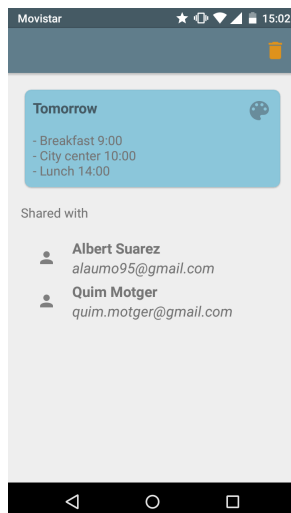 Movistar 15:02
Tomorrow
- Breakfast 9:00
- City center 10:00
- Lunch 14:00
Shared with
Albert Suarez
alaumo95@gmail.com
Quim Motger
quim.motger@gmail.com